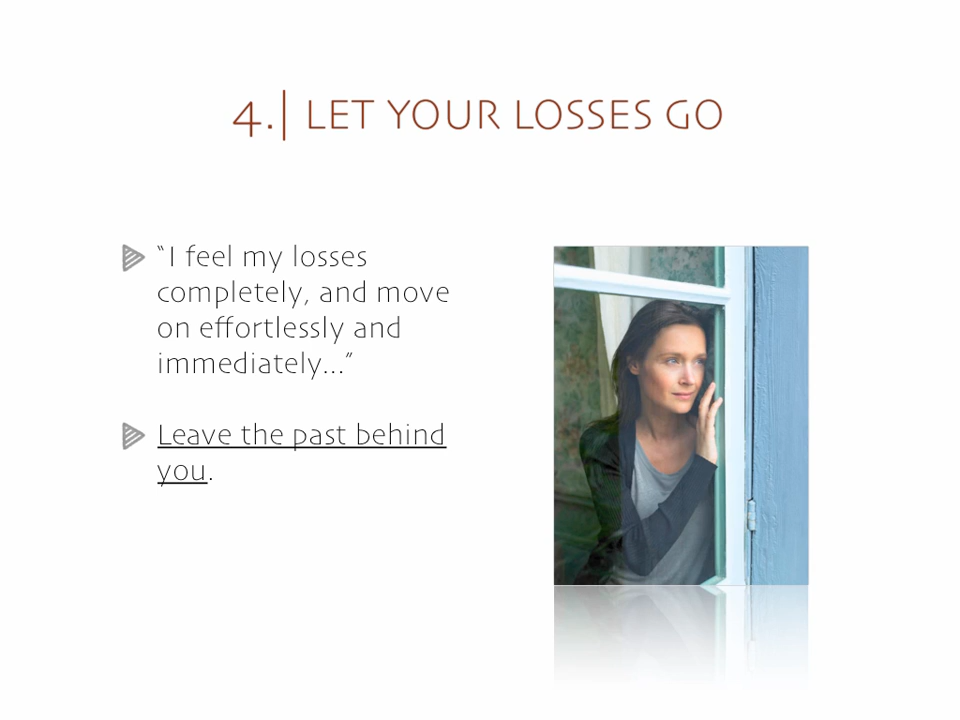 4.| LET YOUR LOSSES GO
“I feel my losses
completely, and move
on effortlessly and
immediately...”
Leave the past behind
you.